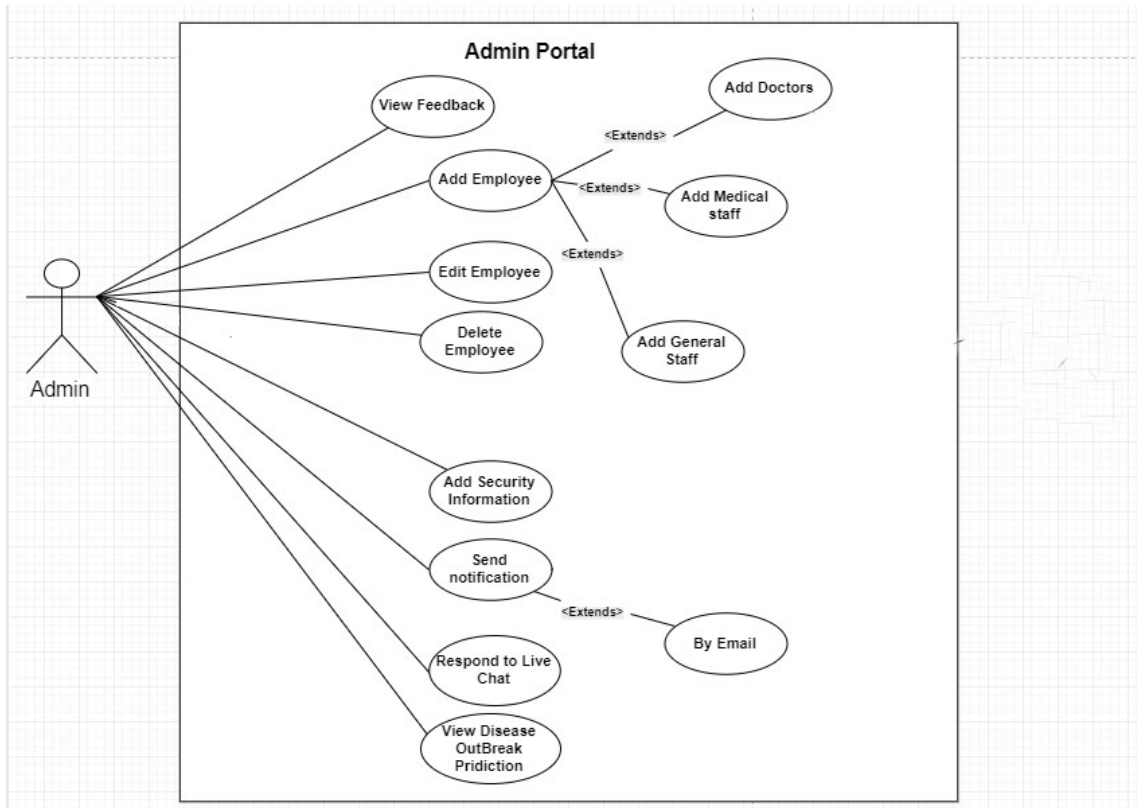 Admin Portal
View Feedback
Add Doctors
<Extends>
Add Employee
<Extends>
Add Medical
staff
<Extends>
Edit Employee
Delete
Employee
Add General
Staff
Admin
Add Security
Information
Send
notification
<Extends>
By Email
Respond to Live
Chat
View Disease
OutBreak
Pridiction